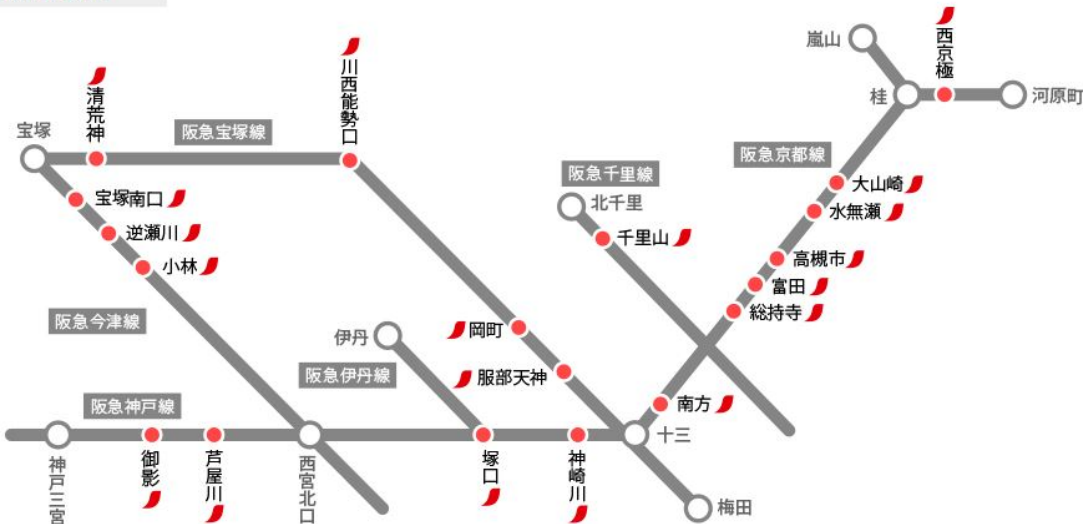 嵐山
西京極
桂
河原町
川西能勢口
清荒神
宝塚
阪急宝塚線
阪急京都線
阪急千里線
大山崎
宝塚南口
北千里
水無瀬
逆瀬川
千里山
高槻市
小林
富田
総持寺
阪急今津線
岡町
伊丹
阪急伊丹線
服部天神
阪急神戸線
南方
十三
神戸三宮
御影
芦屋川
西宮北口
塚口
神崎川
梅田